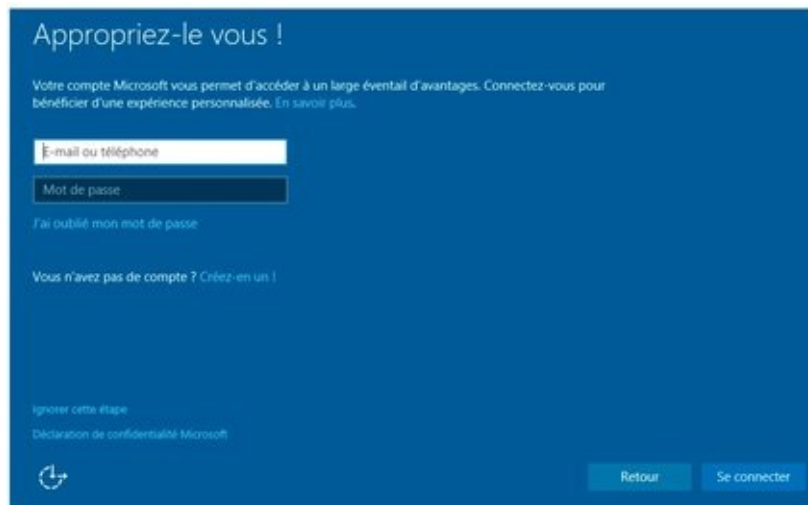 Appropriez-le vous !
Votre compte Microsoft vous permet d'accéder à un large éventail d'avantages. Connectez-vous pour
bénéficier d'une expérience personnalisée. En savoir plus.
E-mail ou téléphone
Mot de passe
J'ai oublié mon mot de passe
Vous n'avez pas de compte ? Créez-en un !
Ignorer cette étape
Déclaration de confidentialité Microsoft
Retour
Se connecter